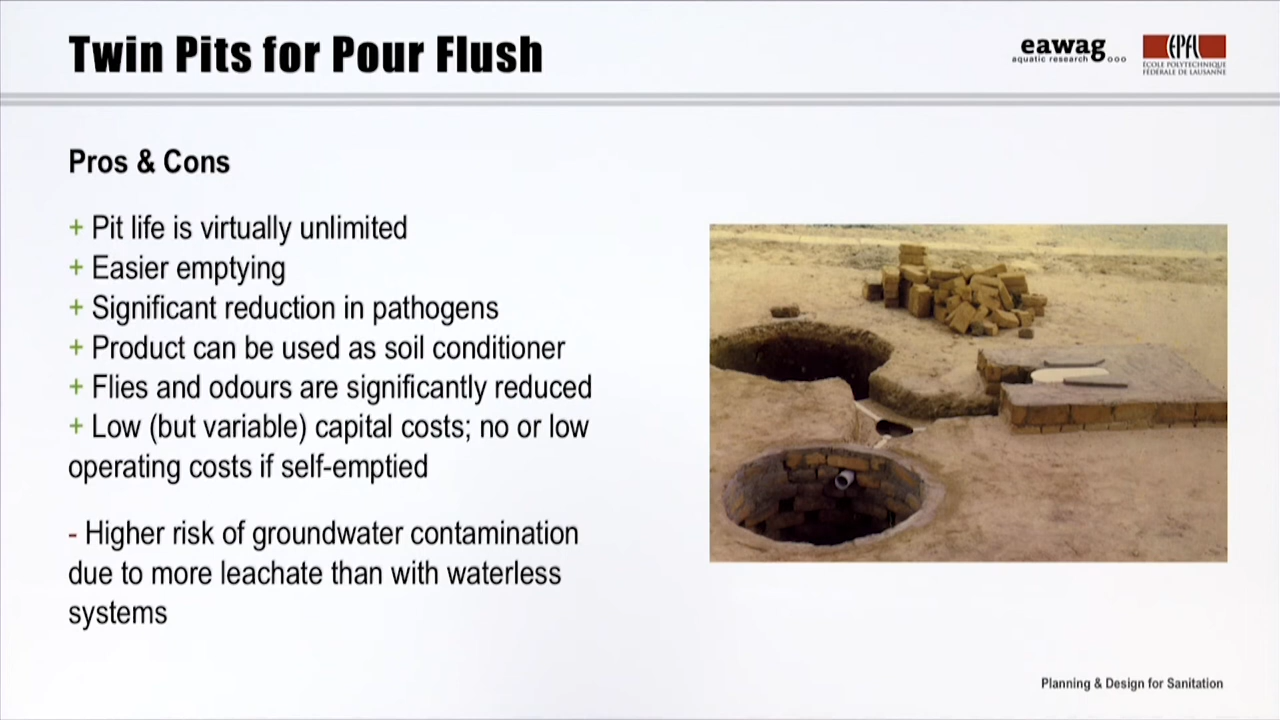 Twin Pits for Pour Flush
eawag
aquatic research
EPFL
ÉCOLE POLYTECHNIQUE
FÉDÉRALE DE LAUSANNE
Pros & Cons
+ Pit life is virtually unlimited
+ Easier emptying
+ Significant reduction in pathogens
+ Product can be used as soil conditioner
+ Flies and odours are significantly reduced
+ Low (but variable) capital costs; no or low
operating costs if self-emptied
- Higher risk of groundwater contamination
due to more leachate than with waterless
systems
Planning & Design for Sanitation